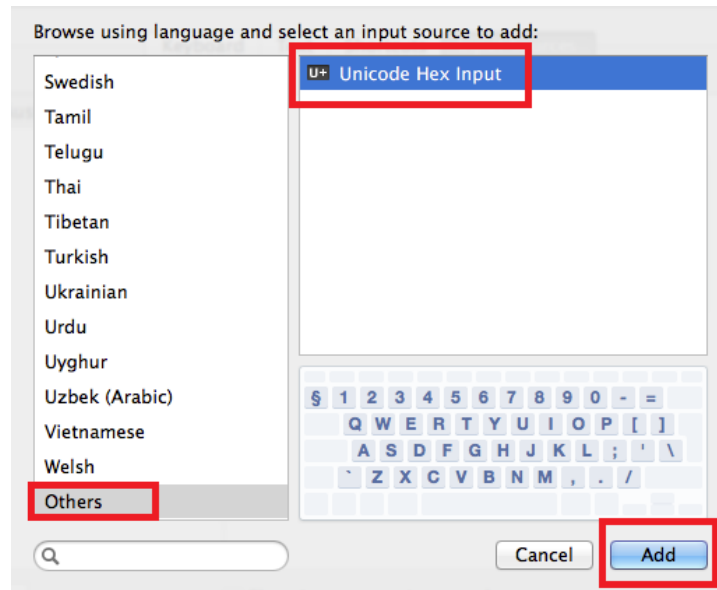 Browse using language and select an input source to add:
Swedish
Tamil
Telugu
Thai
Tibetan
Turkish
Ukrainian
Urdu
Uyghur
Uzbek (Arabic)
Vietnamese
Welsh
Others
U+ Unicode Hex Input
§ 1 2 3 4 5 6 7 8 9 0 - =
Q W E R T Y U I O P [ ]
A S D F G H J K L ; ' \
` Z X C V B N M , . /
Cancel Add